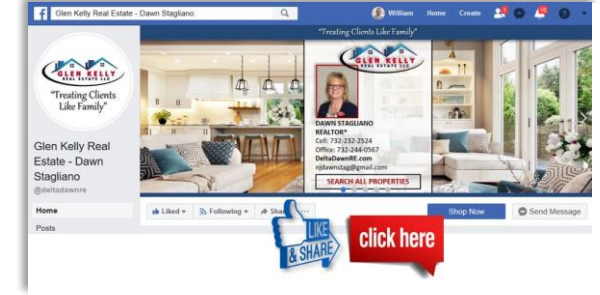 Glen Kelly Real Estate - Dawn Stagliano
William
Home
Create
10
"Treating Clients Like Family"
GLEN KELLY
REAL ESTATE LLC
"Treating Clients
Like Family"
GLEN KELLY
REAL ESTATE LLC
DAWN STAGLIANO
REALTOR®
Cell: 732-232-2524
Office: 732-244-0567
DeltaDawnRE.com
njdawnstag@gmail.com
SEARCH ALL PROPERTIES
Glen Kelly Real
Estate - Dawn
Stagliano
@deltadawnre
Home
Posts
Liked
Following
Share
...
Shop Now
Send Message
LIKE
& SHARE
click here